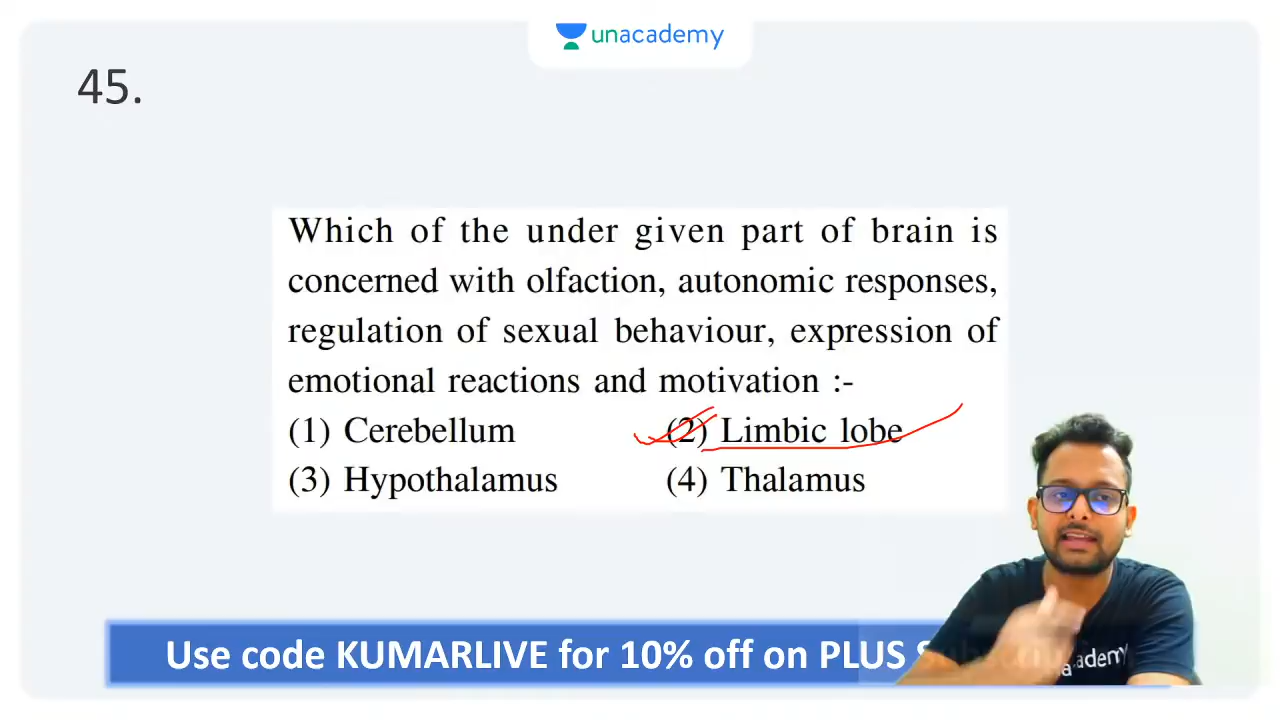 unacademy
45.
Which of the under given part of brain is
concerned with olfaction, autonomic responses,
regulation of sexual behaviour, expression of
emotional reactions and motivation :-
(1) Cerebellum (2) Limbic lobe
(3) Hypothalamus (4) Thalamus
Use code KUMARLIVE for 10% off on PLUS